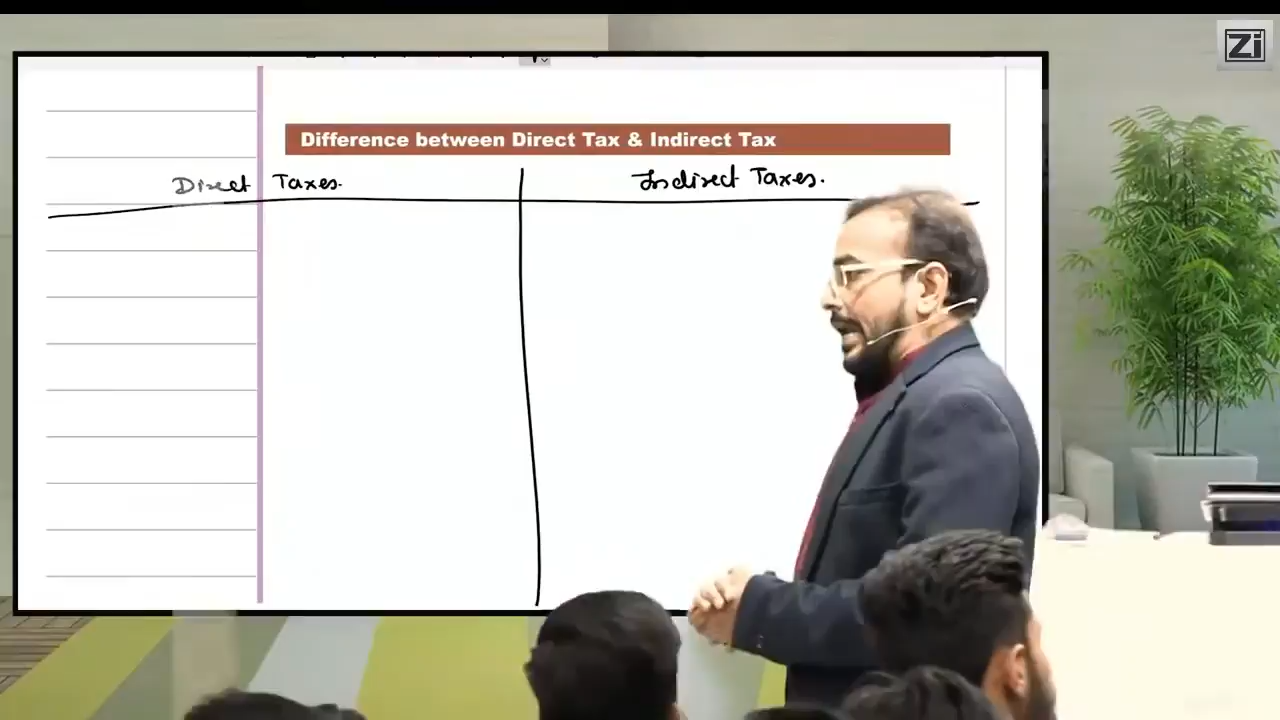 Zi
Difference between Direct Tax & Indirect Tax
Direct Taxes.
Indirect Taxes.